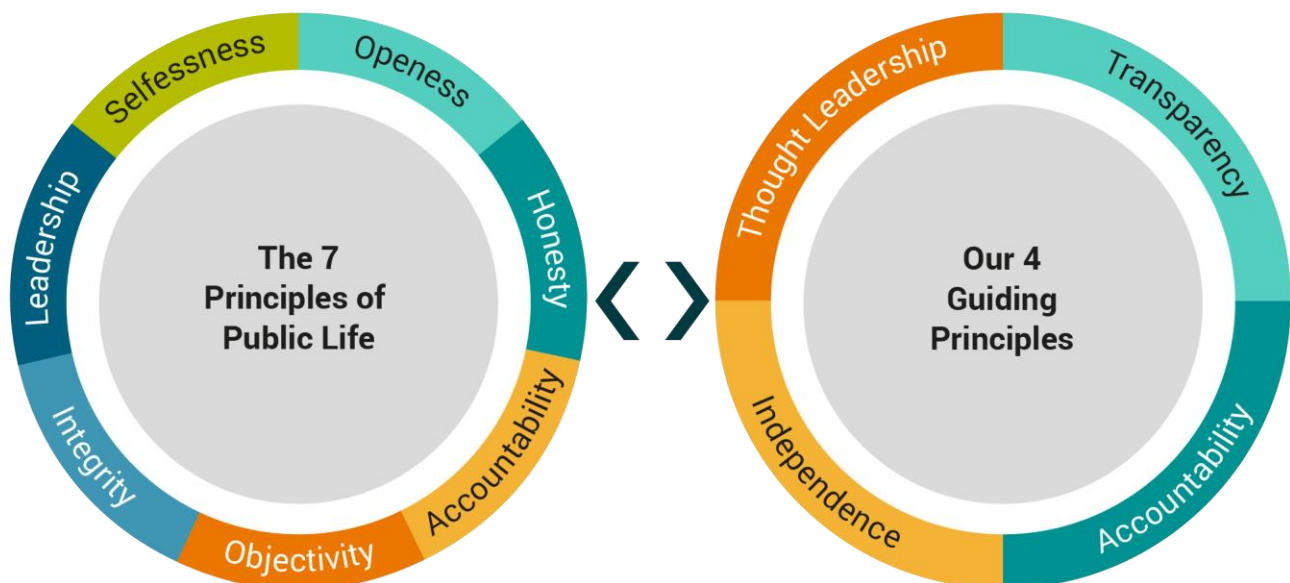 Selfessness
Openess
Honesty
Accountability
Objectivity
Integrity
Leadership
The 7
Principles of
Public Life
Thought Leadership
Transparency
Accountability
Independence
Our 4
Guiding
Principles